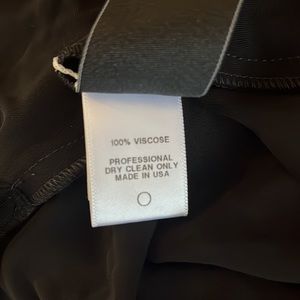 100% VISCOSE
PROFESSIONAL
DRY CLEAN ONLY
MADE IN USA